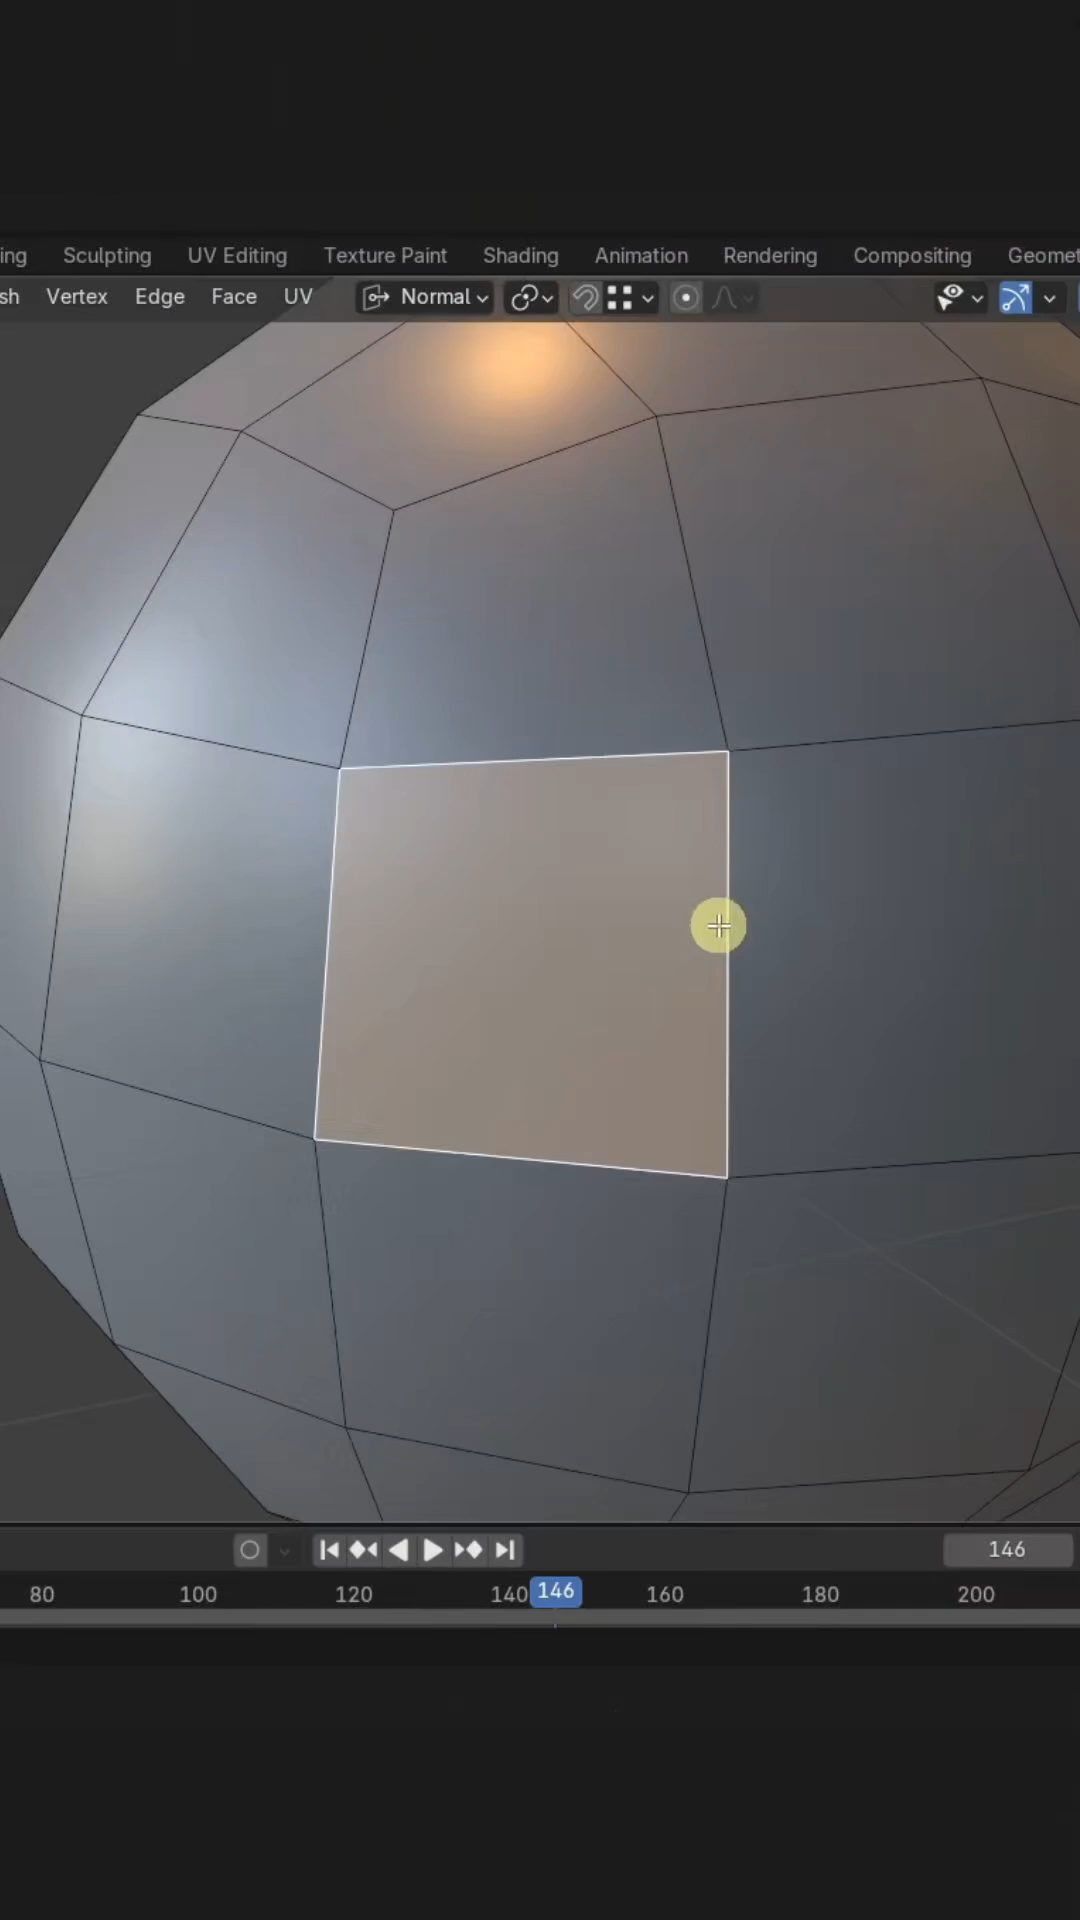 ing Sculpting UV Editing Texture Paint Shading Animation Rendering Compositing Geomet
sh Vertex Edge Face UV Normal
146
80 100 120 140 146 160 180 200